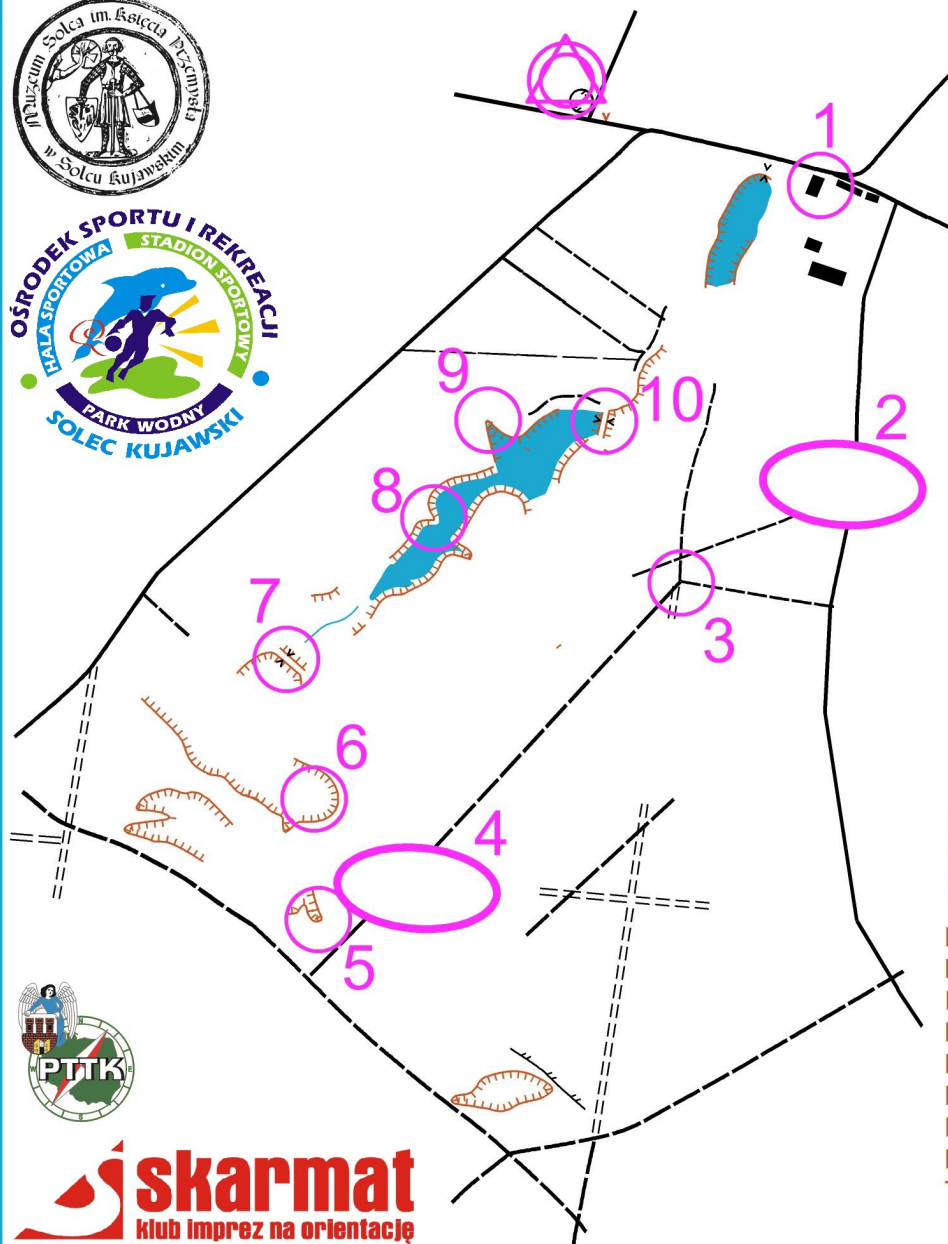 Muzeum Solca im. Księcia Przemysła
w Solcu Kujawskim
OŚRODEK SPORTU I REKREACJI
HALA SPORTOWA
STADION SPORTOWY
PARK WODNY
SOLEC KUJAWSKI
1
2
3
4
5
6
7
8
9
10
N
E
S
W
PTTK
skarmat
klub imprez na orientację